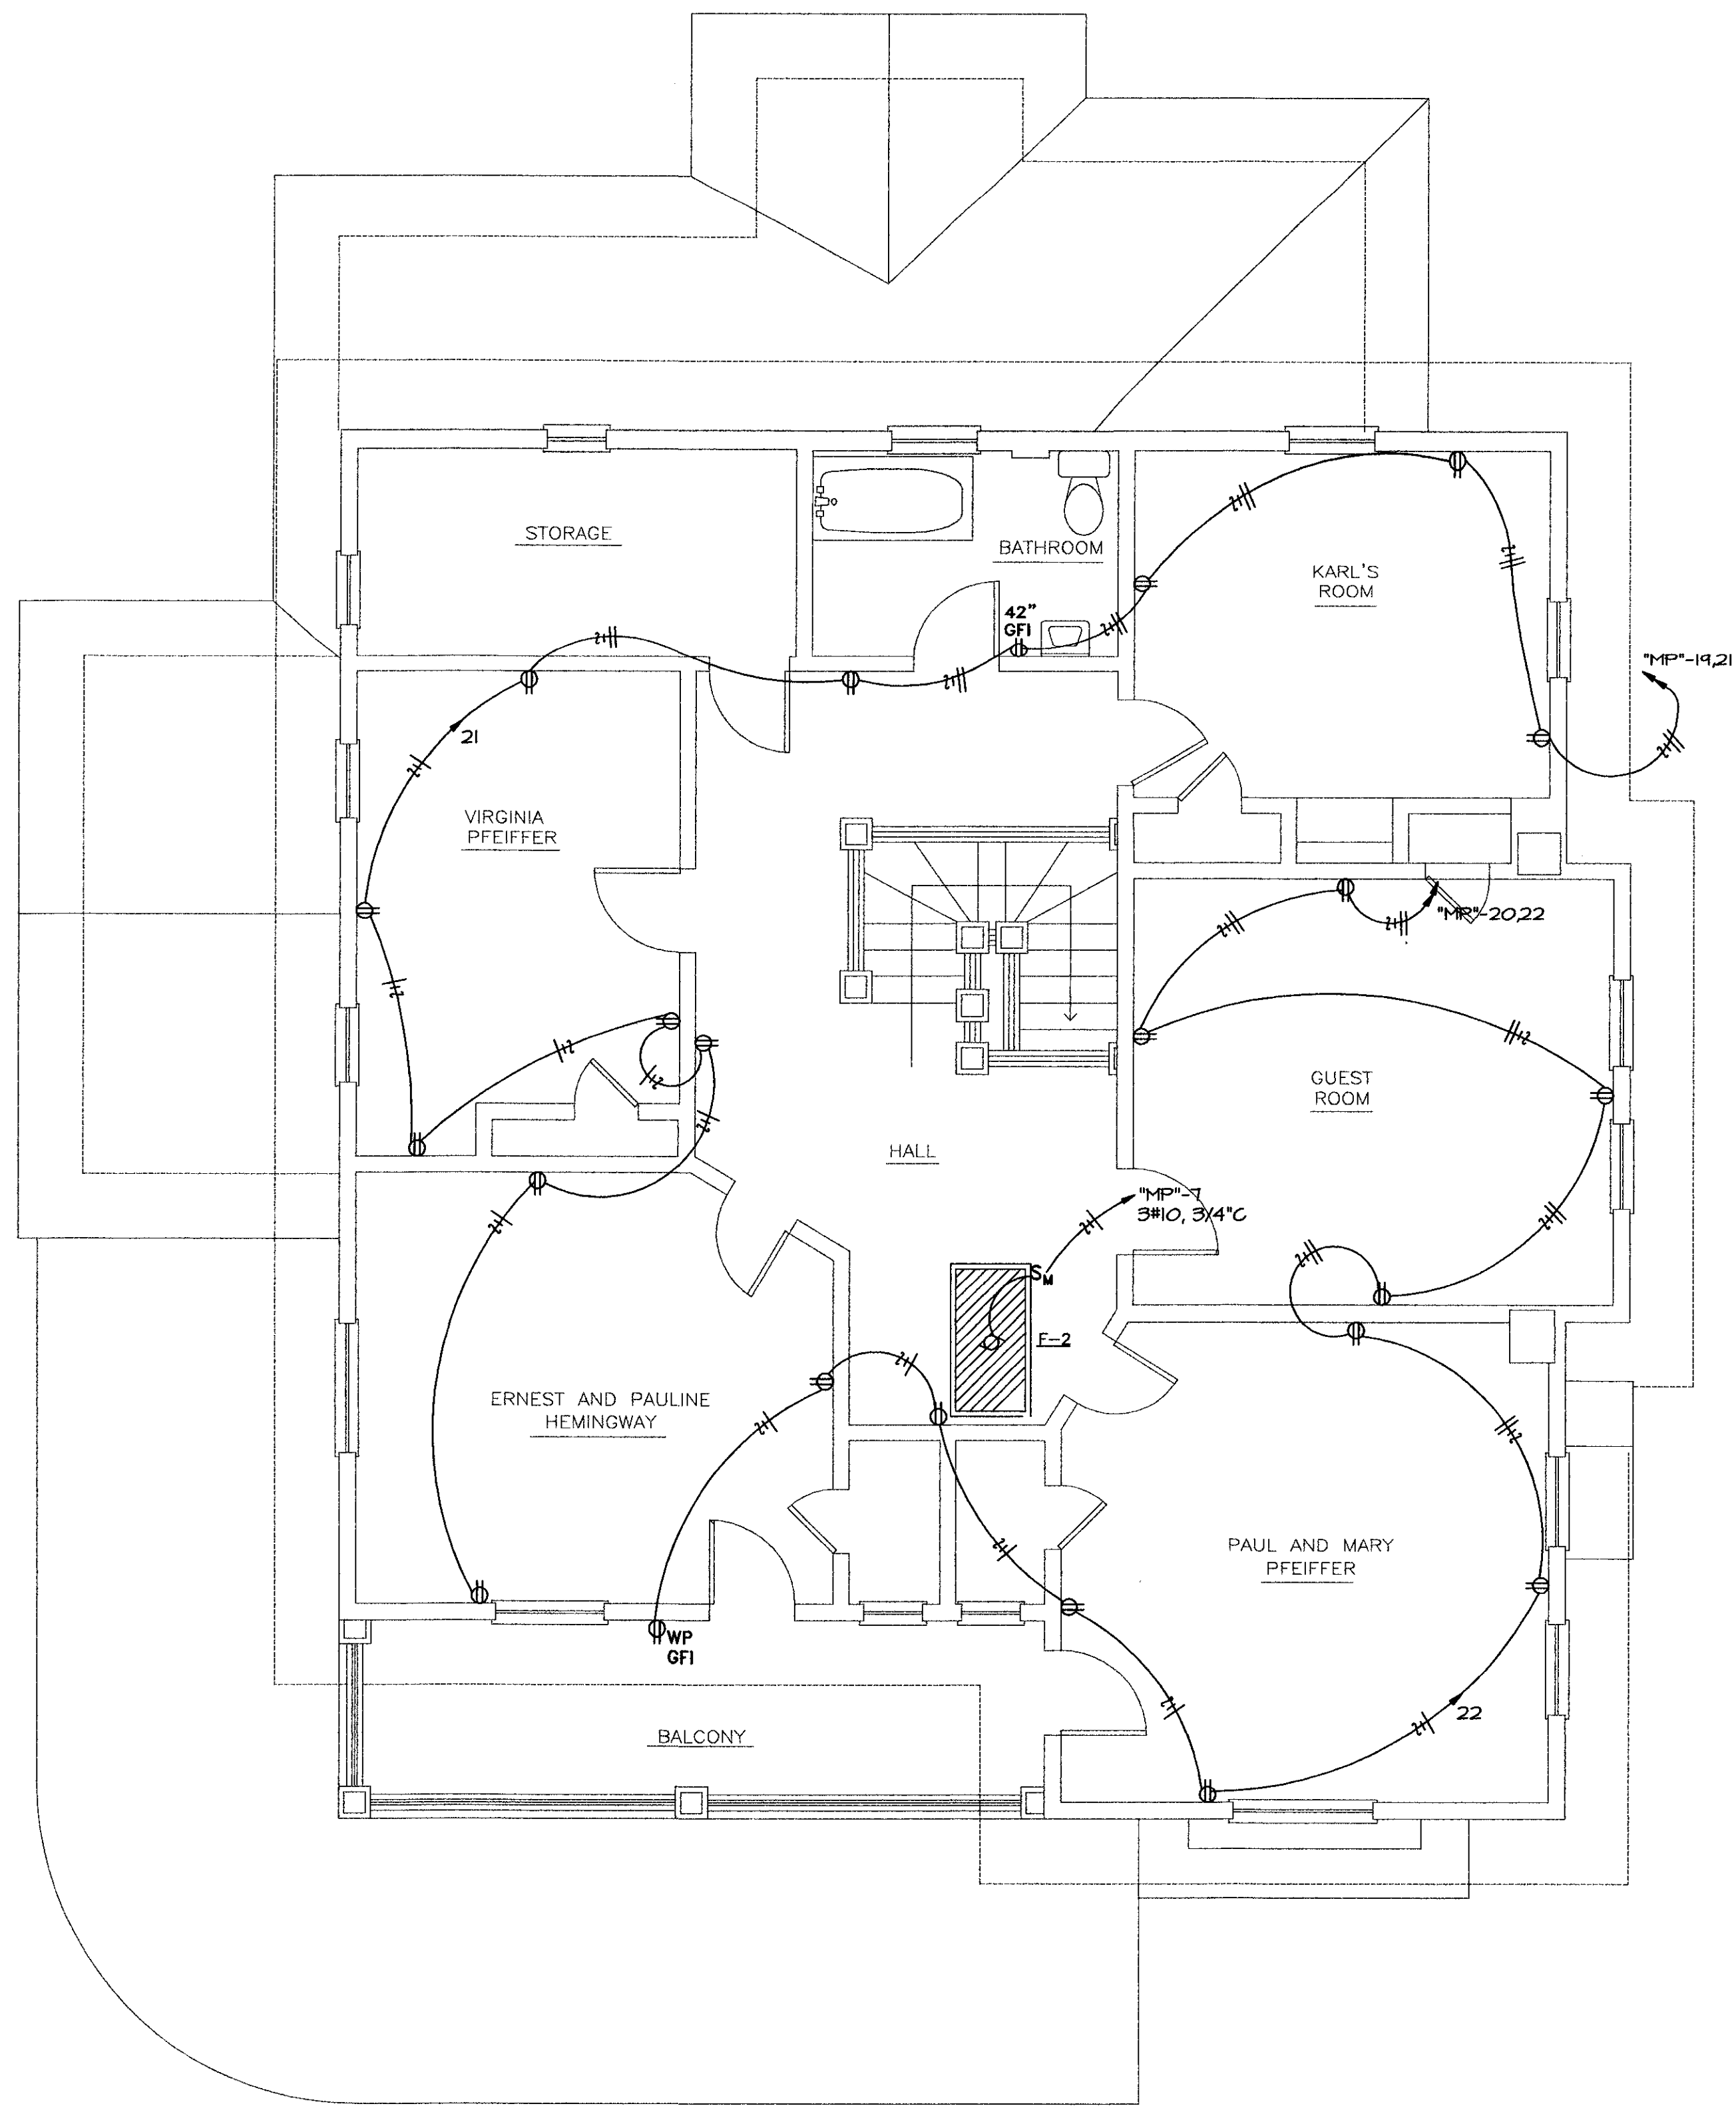 STORAGE
BATHROOM
KARL'S
ROOM
42"
GFI
"MP"-19,21
21
VIRGINIA
PFEIFFER
"MP"-20,22
GUEST
ROOM
HALL
"MP"-7
3#10, 3/4"C
SM
F-2
ERNEST AND PAULINE
HEMINGWAY
PAUL AND MARY
PFEIFFER
WP
GFI
22
BALCONY